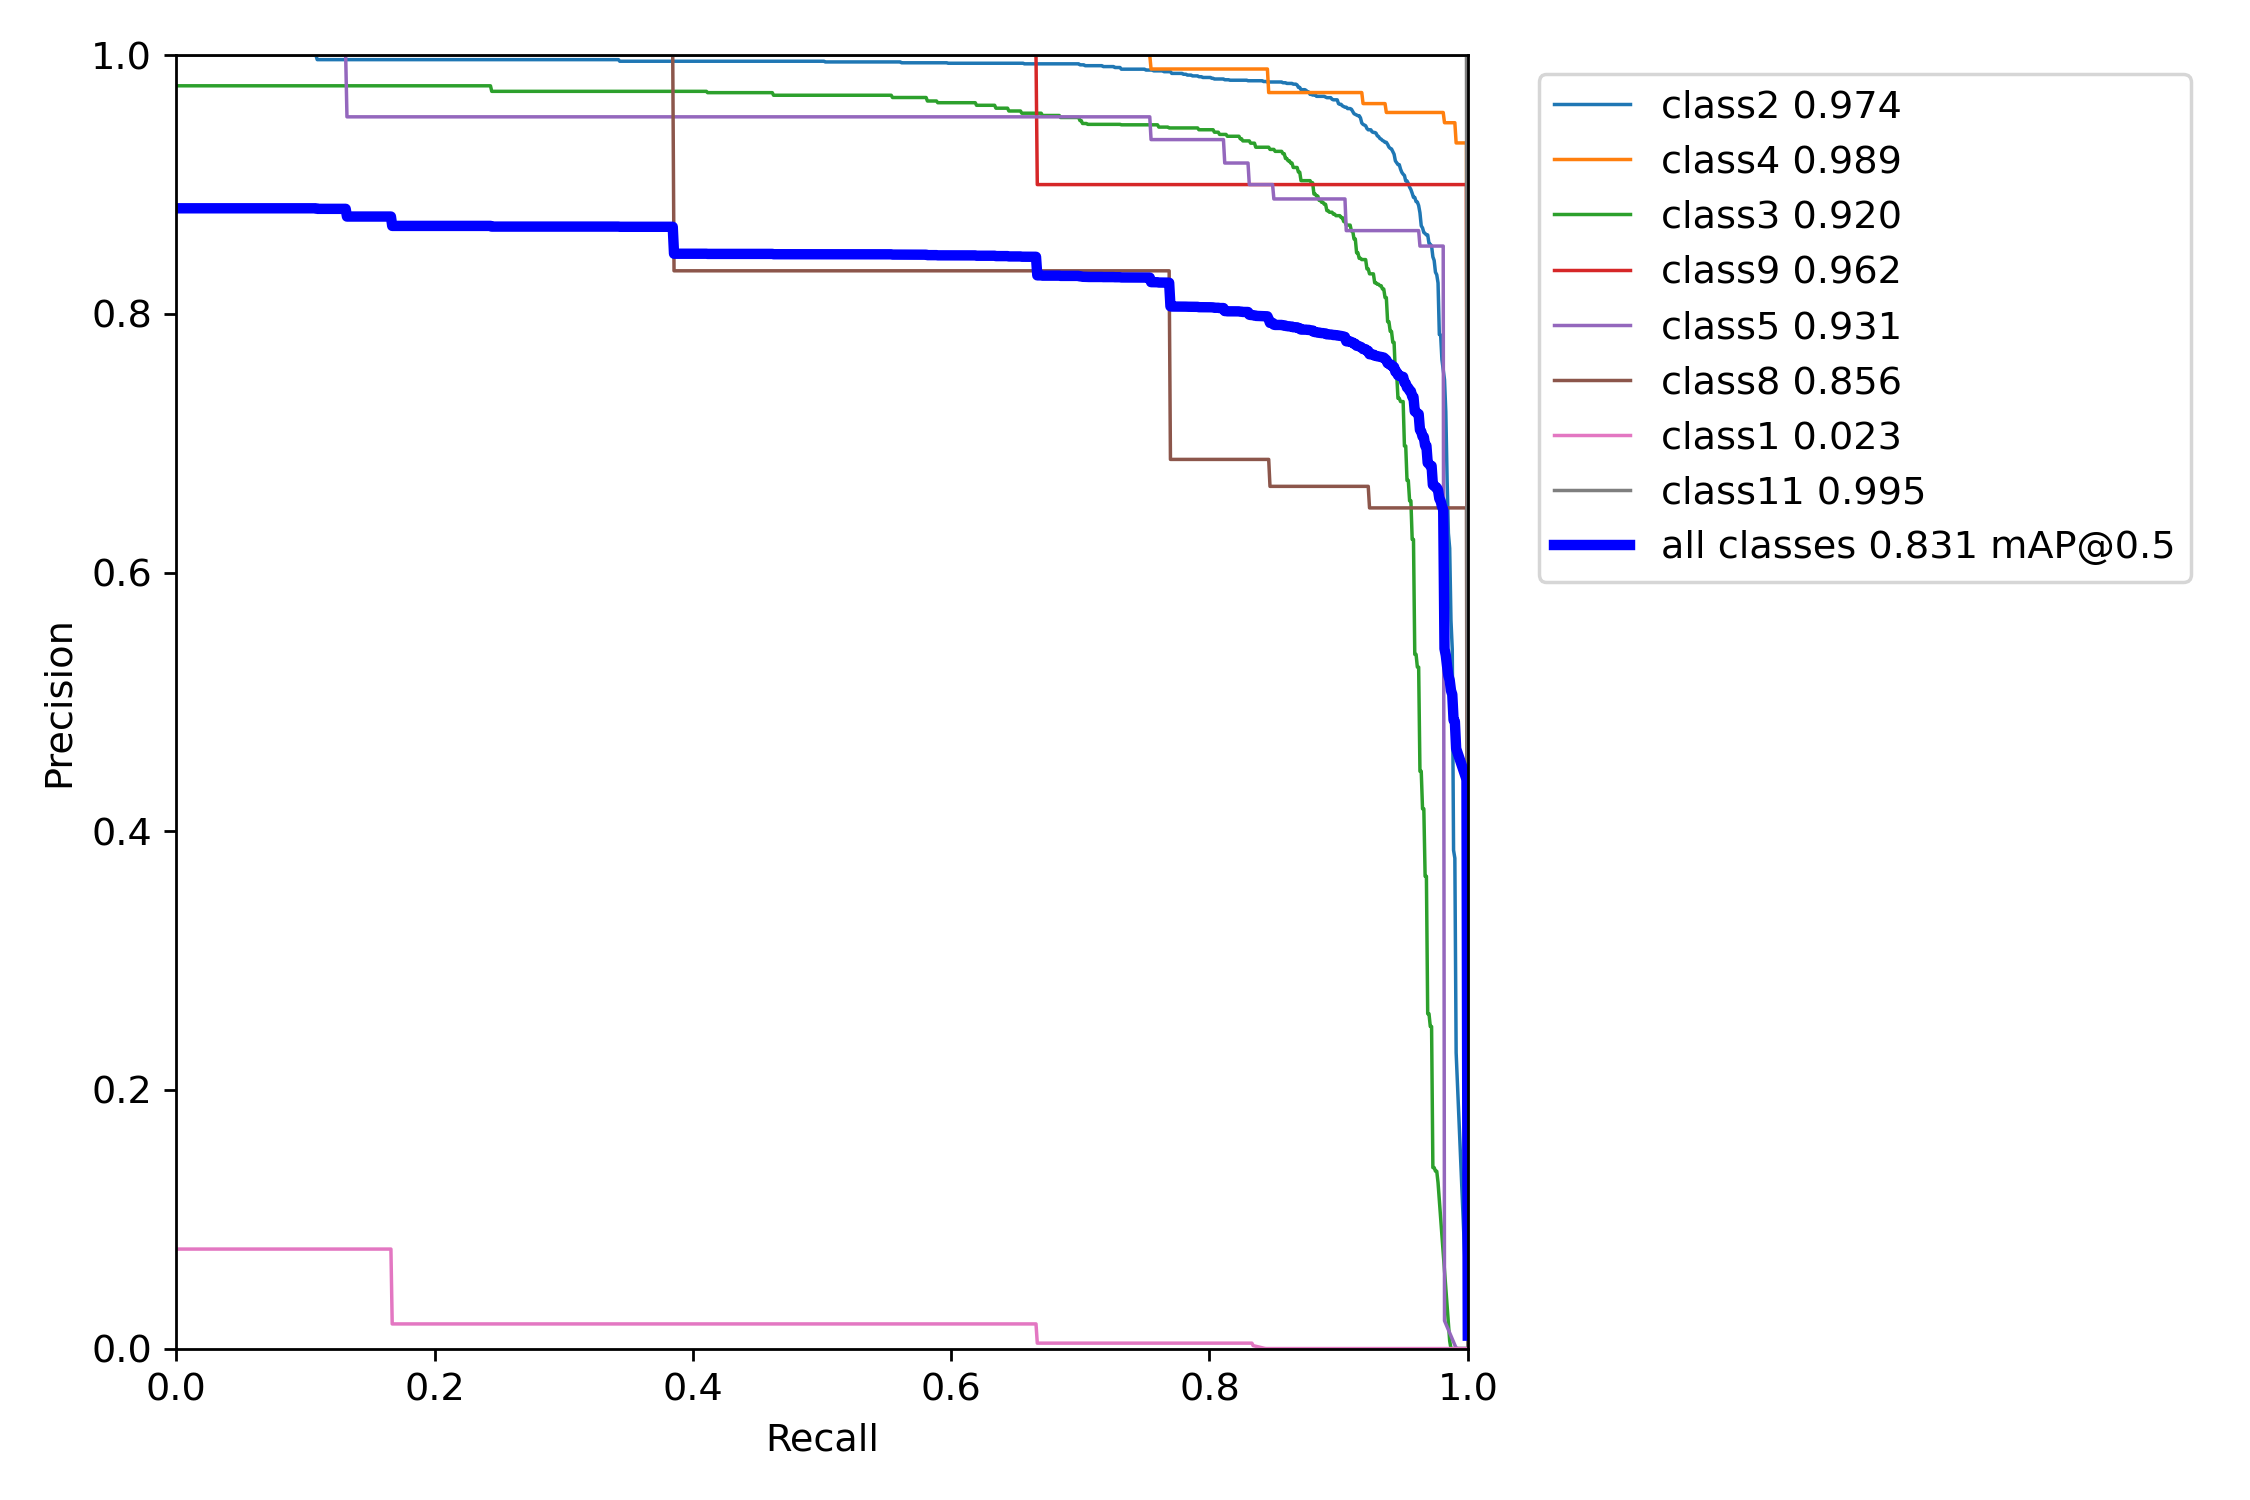 1.0
0.8
0.6
0.4
0.2
0.0
Precision
0.0 0.2 0.4 0.6 0.8 1.0
Recall
class2 0.974
class4 0.989
class3 0.920
class9 0.962
class5 0.931
class8 0.856
class1 0.023
class11 0.995
all classes 0.831 mAP@0.5